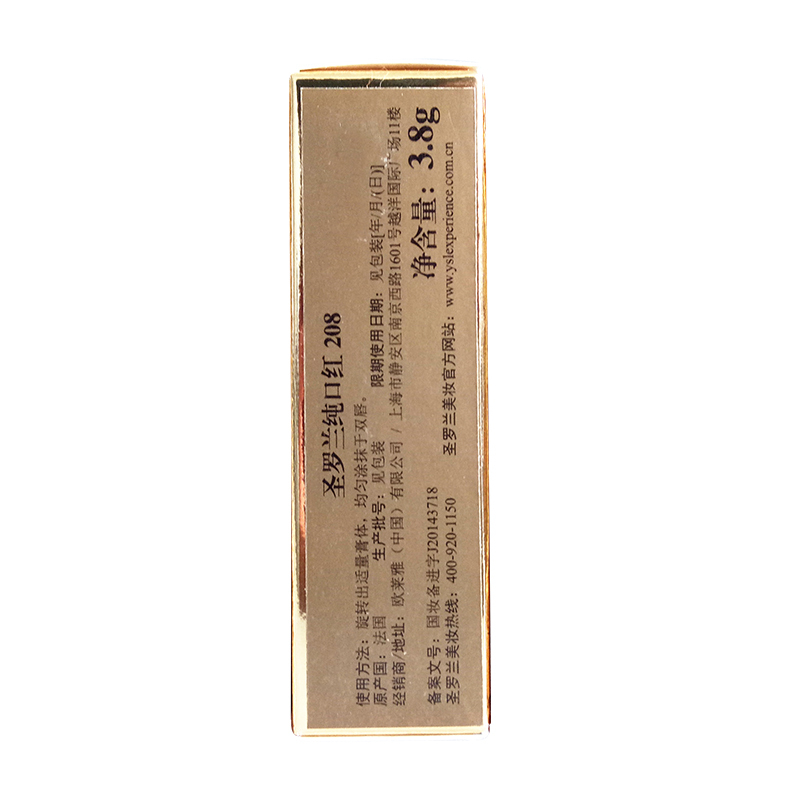 圣罗兰纯口红 208
使用方法：旋转出适量膏体，均匀涂抹于双唇。
原产国：法国 生产批号：见包装 限期使用日期：见包装[年/月/(日)]
经销商/地址：欧莱雅（中国）有限公司 / 上海市静安区南京西路1601号越洋国际广场11楼
净含量：3.8g
备案文号：国妆备进字J20143718
圣罗兰美妆热线：400-920-1150 圣罗兰美妆官方网站：www.yslexperience.com.cn